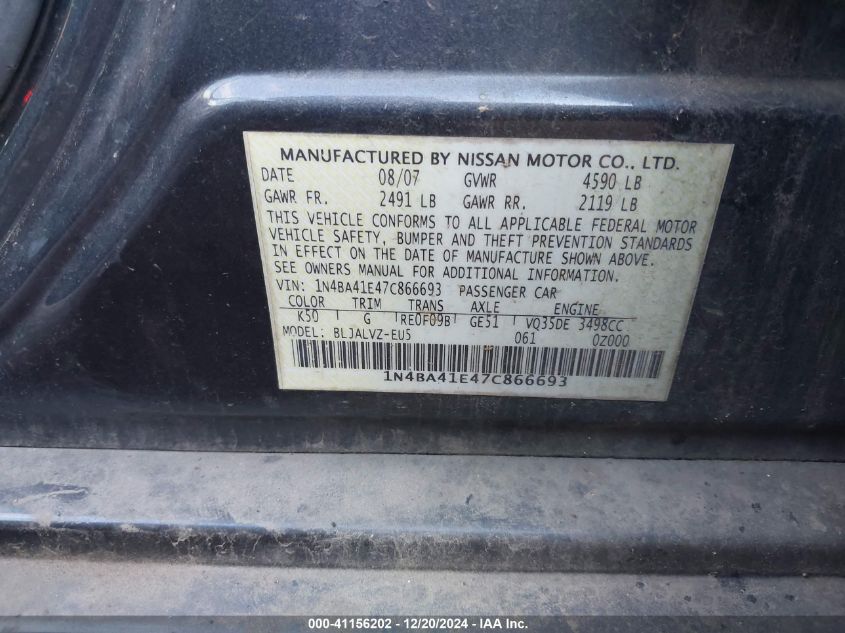 MANUFACTURED BY NISSAN MOTOR CO., LTD.
DATE 08/07 GVWR 4590 LB
GAWR FR. 2491 LB GAWR RR. 2119 LB
THIS VEHICLE CONFORMS TO ALL APPLICABLE FEDERAL MOTOR
VEHICLE SAFETY, BUMPER AND THEFT PREVENTION STANDARDS
IN EFFECT ON THE DATE OF MANUFACTURE SHOWN ABOVE.
SEE OWNERS MANUAL FOR ADDITIONAL INFORMATION.
VIN: 1N4BA41E47C866693 PASSENGER CAR
COLOR TRIM TRANS AXLE ENGINE
K50 G RE0F09B GE51 VQ35DE 3498CC
MODEL: BLJALVZ-EU5 061 0Z000
1N4BA41E47C866693
000-41156202 - 12/20/2024 - IAA Inc.